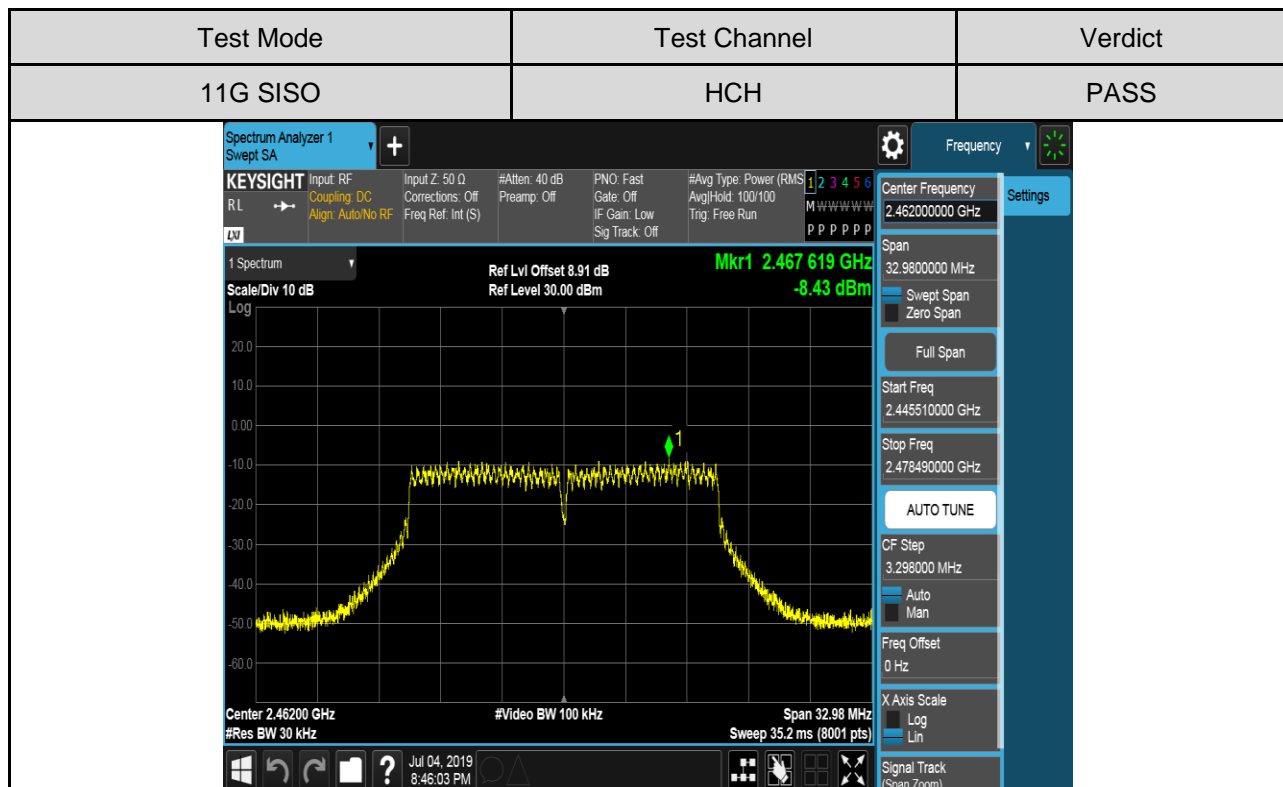 Test Mode Test Channel Verdict
11G SISO HCH PASS
Spectrum Analyzer 1
Swept SA
+
Frequency
KEYSIGHT
RL
LXI
Input: RF
Coupling: DC
Align: Auto/No RF
Input Z: 50 Ω
Corrections: Off
Freq Ref: Int (S)
#Atten: 40 dB
Preamp: Off
PNO: Fast
Gate: Off
IF Gain: Low
Sig Track: Off
#Avg Type: Power (RMS
Avg|Hold: 100/100
Trig: Free Run
1 2 3 4 5 6
M W W W W W
P P P P P P
1 Spectrum
Scale/Div 10 dB
Ref Lvl Offset 8.91 dB
Ref Level 30.00 dBm
Mkr1 2.467 619 GHz
-8.43 dBm
Log
20.0
10.0
0.00
-10.0
-20.0
-30.0
-40.0
-50.0
-60.0
1
Center 2.46200 GHz
#Res BW 30 kHz
#Video BW 100 kHz
Span 32.98 MHz
Sweep 35.2 ms (8001 pts)
?
Jul 04, 2019
8:46:03 PM
Center Frequency
2.462000000 GHz
Span
32.9800000 MHz
Swept Span
Zero Span
Full Span
Start Freq
2.445510000 GHz
Stop Freq
2.478490000 GHz
AUTO TUNE
CF Step
3.298000 MHz
Auto
Man
Freq Offset
0 Hz
X Axis Scale
Log
Lin
Signal Track
(Span Zoom)
Settings